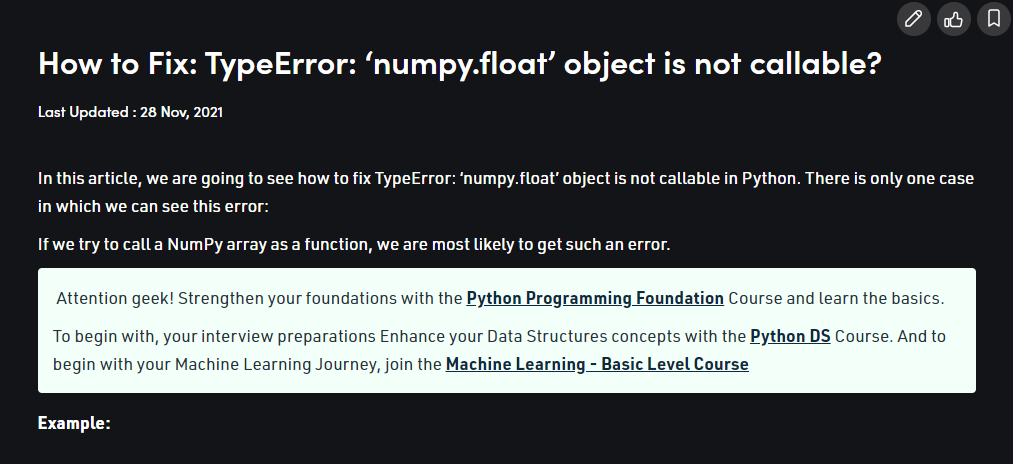 How to Fix: TypeError: ‘numpy.float’ object is not callable?
Last Updated : 28 Nov, 2021
In this article, we are going to see how to fix TypeError: ‘numpy.float’ object is not callable in Python. There is only one case
in which we can see this error:
If we try to call a NumPy array as a function, we are most likely to get such an error.
Attention geek! Strengthen your foundations with the Python Programming Foundation Course and learn the basics.
To begin with, your interview preparations Enhance your Data Structures concepts with the Python DS Course. And to
begin with your Machine Learning Journey, join the Machine Learning - Basic Level Course
Example: